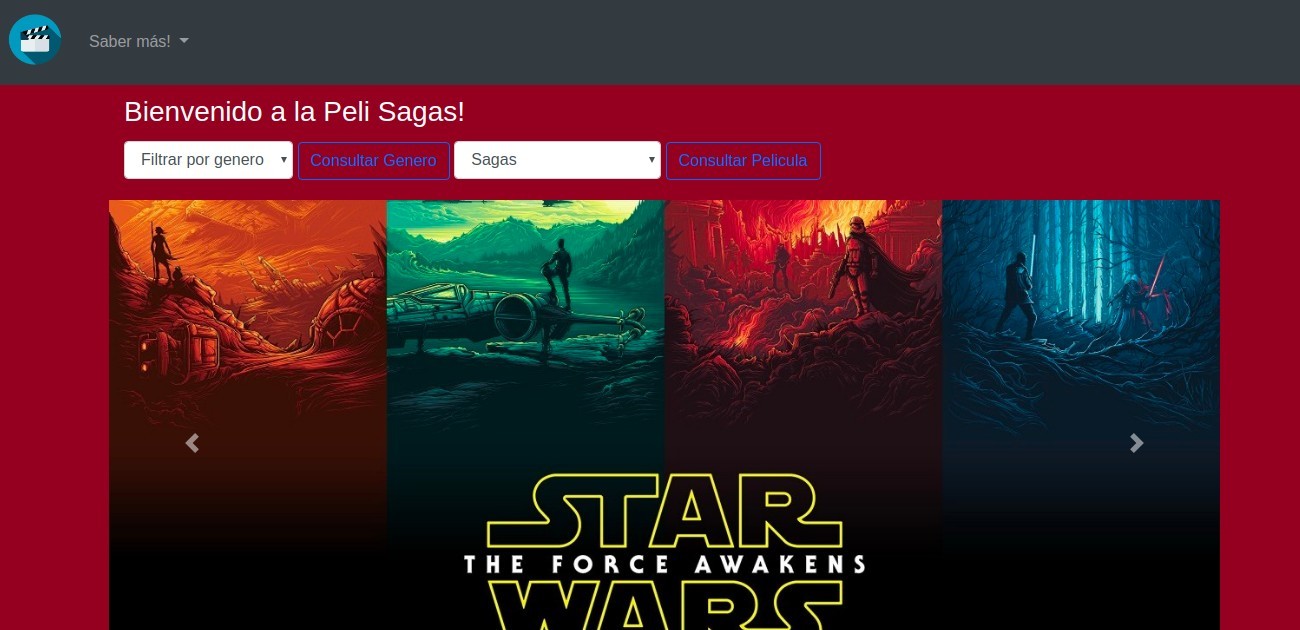 Saber más!
Bienvenido a la Peli Sagas!
Filtrar por genero Consultar Genero Sagas Consultar Pelicula
STAR
THE FORCE AWAKENS
WARS